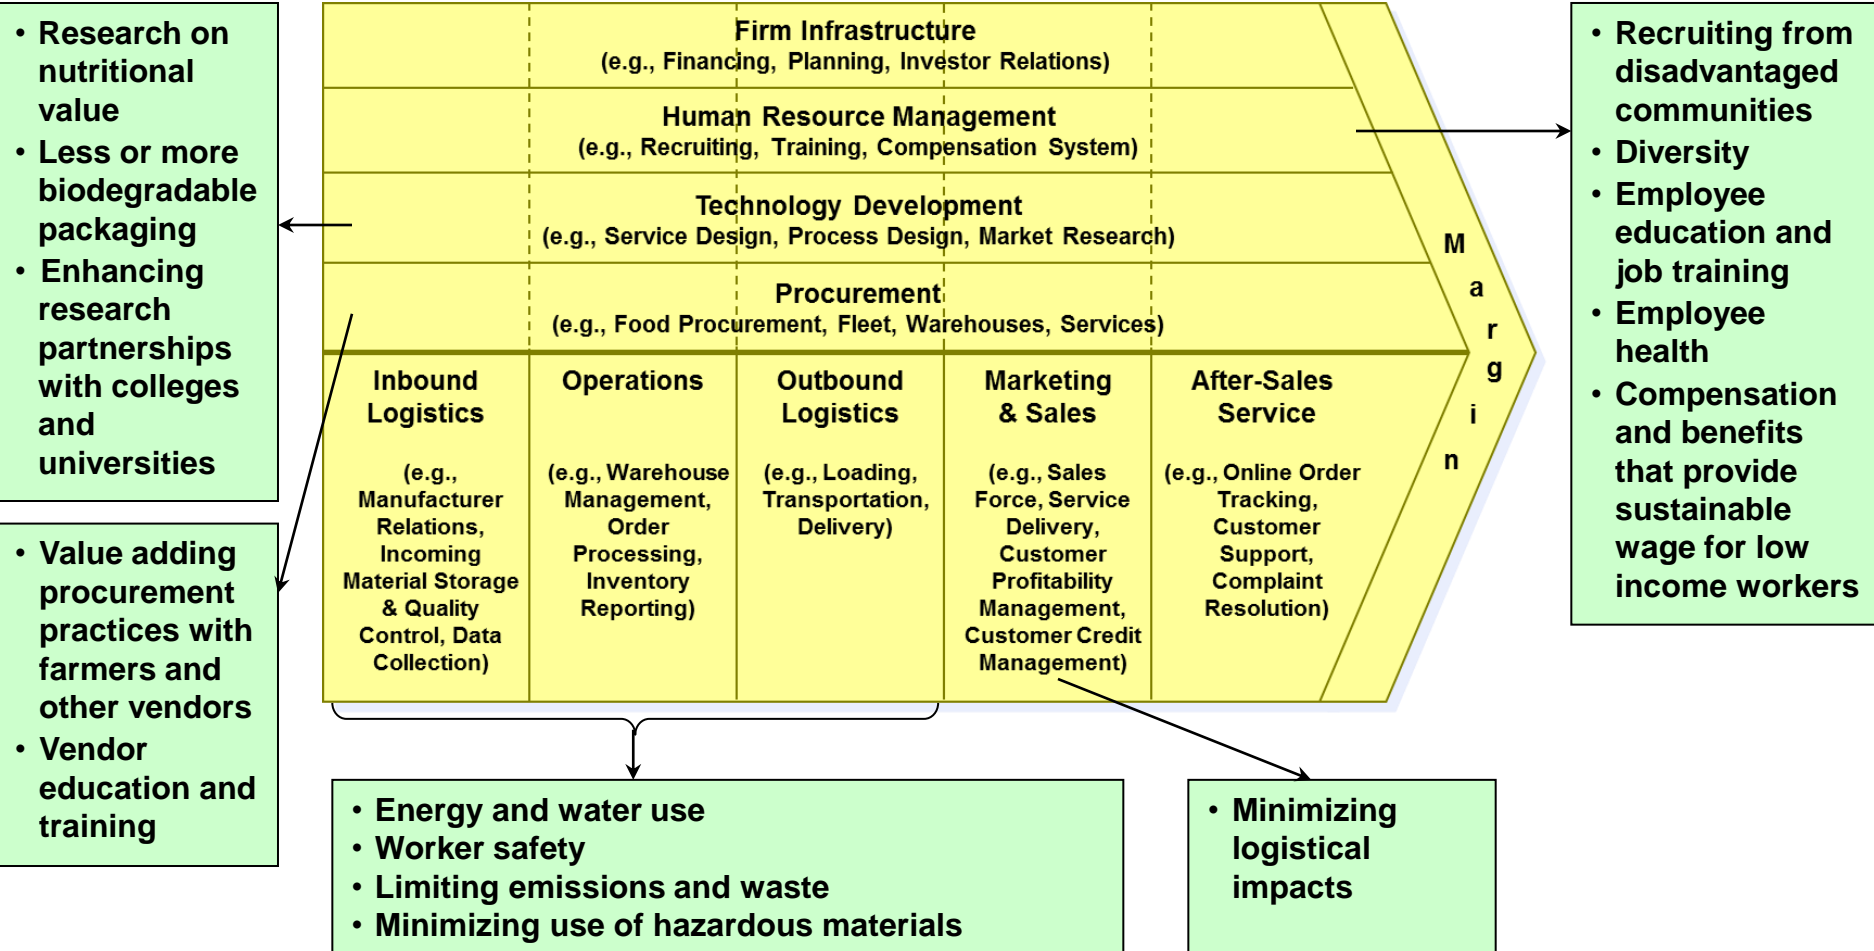 • Research on
nutritional
value
• Less or more
biodegradable
packaging
• Enhancing
research
partnerships
with colleges
and
universities
• Value adding
procurement
practices with
farmers and
other vendors
• Vendor
education and
training
Firm Infrastructure
(e.g., Financing, Planning, Investor Relations)
Human Resource Management
(e.g., Recruiting, Training, Compensation System)
Technology Development
(e.g., Service Design, Process Design, Market Research)
Procurement
(e.g., Food Procurement, Fleet, Warehouses, Services)
Inbound
Logistics
(e.g.,
Manufacturer
Relations,
Incoming
Material Storage
& Quality
Control, Data
Collection)
Operations
(e.g., Warehouse
Management,
Order
Processing,
Inventory
Reporting)
Outbound
Logistics
(e.g., Loading,
Transportation,
Delivery)
Marketing
& Sales
(e.g., Sales
Force, Service
Delivery,
Customer
Profitability
Management,
Customer Credit
Management)
After-Sales
Service
(e.g., Online Order
Tracking,
Customer
Support,
Complaint
Resolution)
M
a
r
g
i
n
• Recruiting from
disadvantaged
communities
• Diversity
• Employee
education and
job training
• Employee
health
• Compensation
and benefits
that provide
sustainable
wage for low
income workers
• Energy and water use
• Worker safety
• Limiting emissions and waste
• Minimizing use of hazardous materials
• Minimizing
logistical
impacts